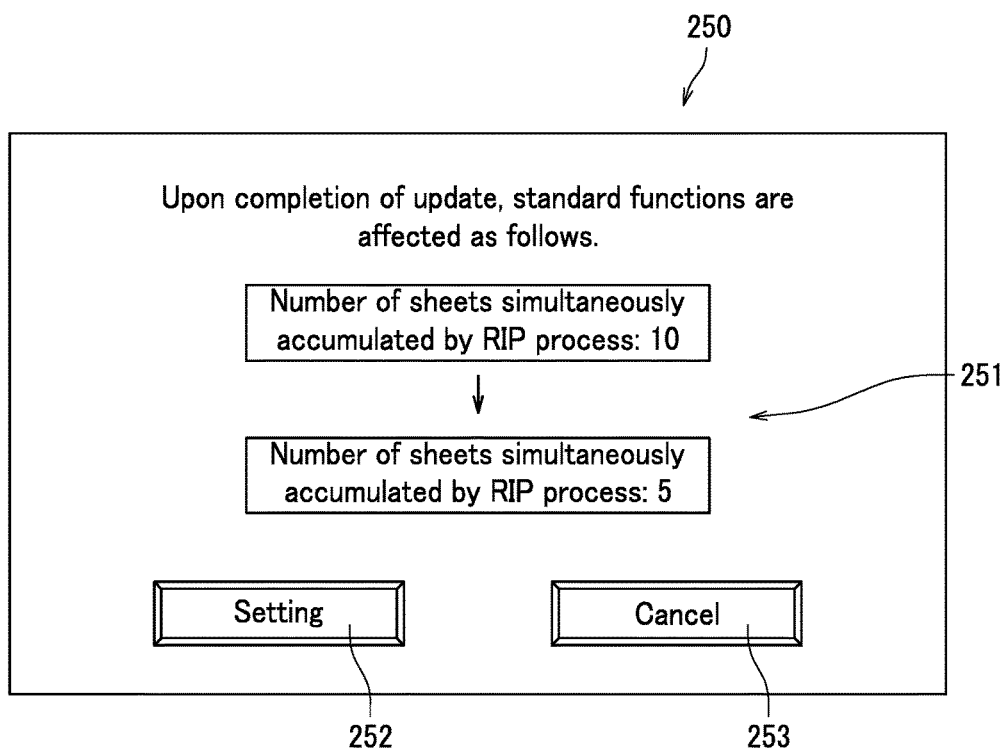 250
Upon completion of update, standard functions are
affected as follows.
Number of sheets simultaneously
accumulated by RIP process: 10
251
Number of sheets simultaneously
accumulated by RIP process: 5
Setting
Cancel
252
253